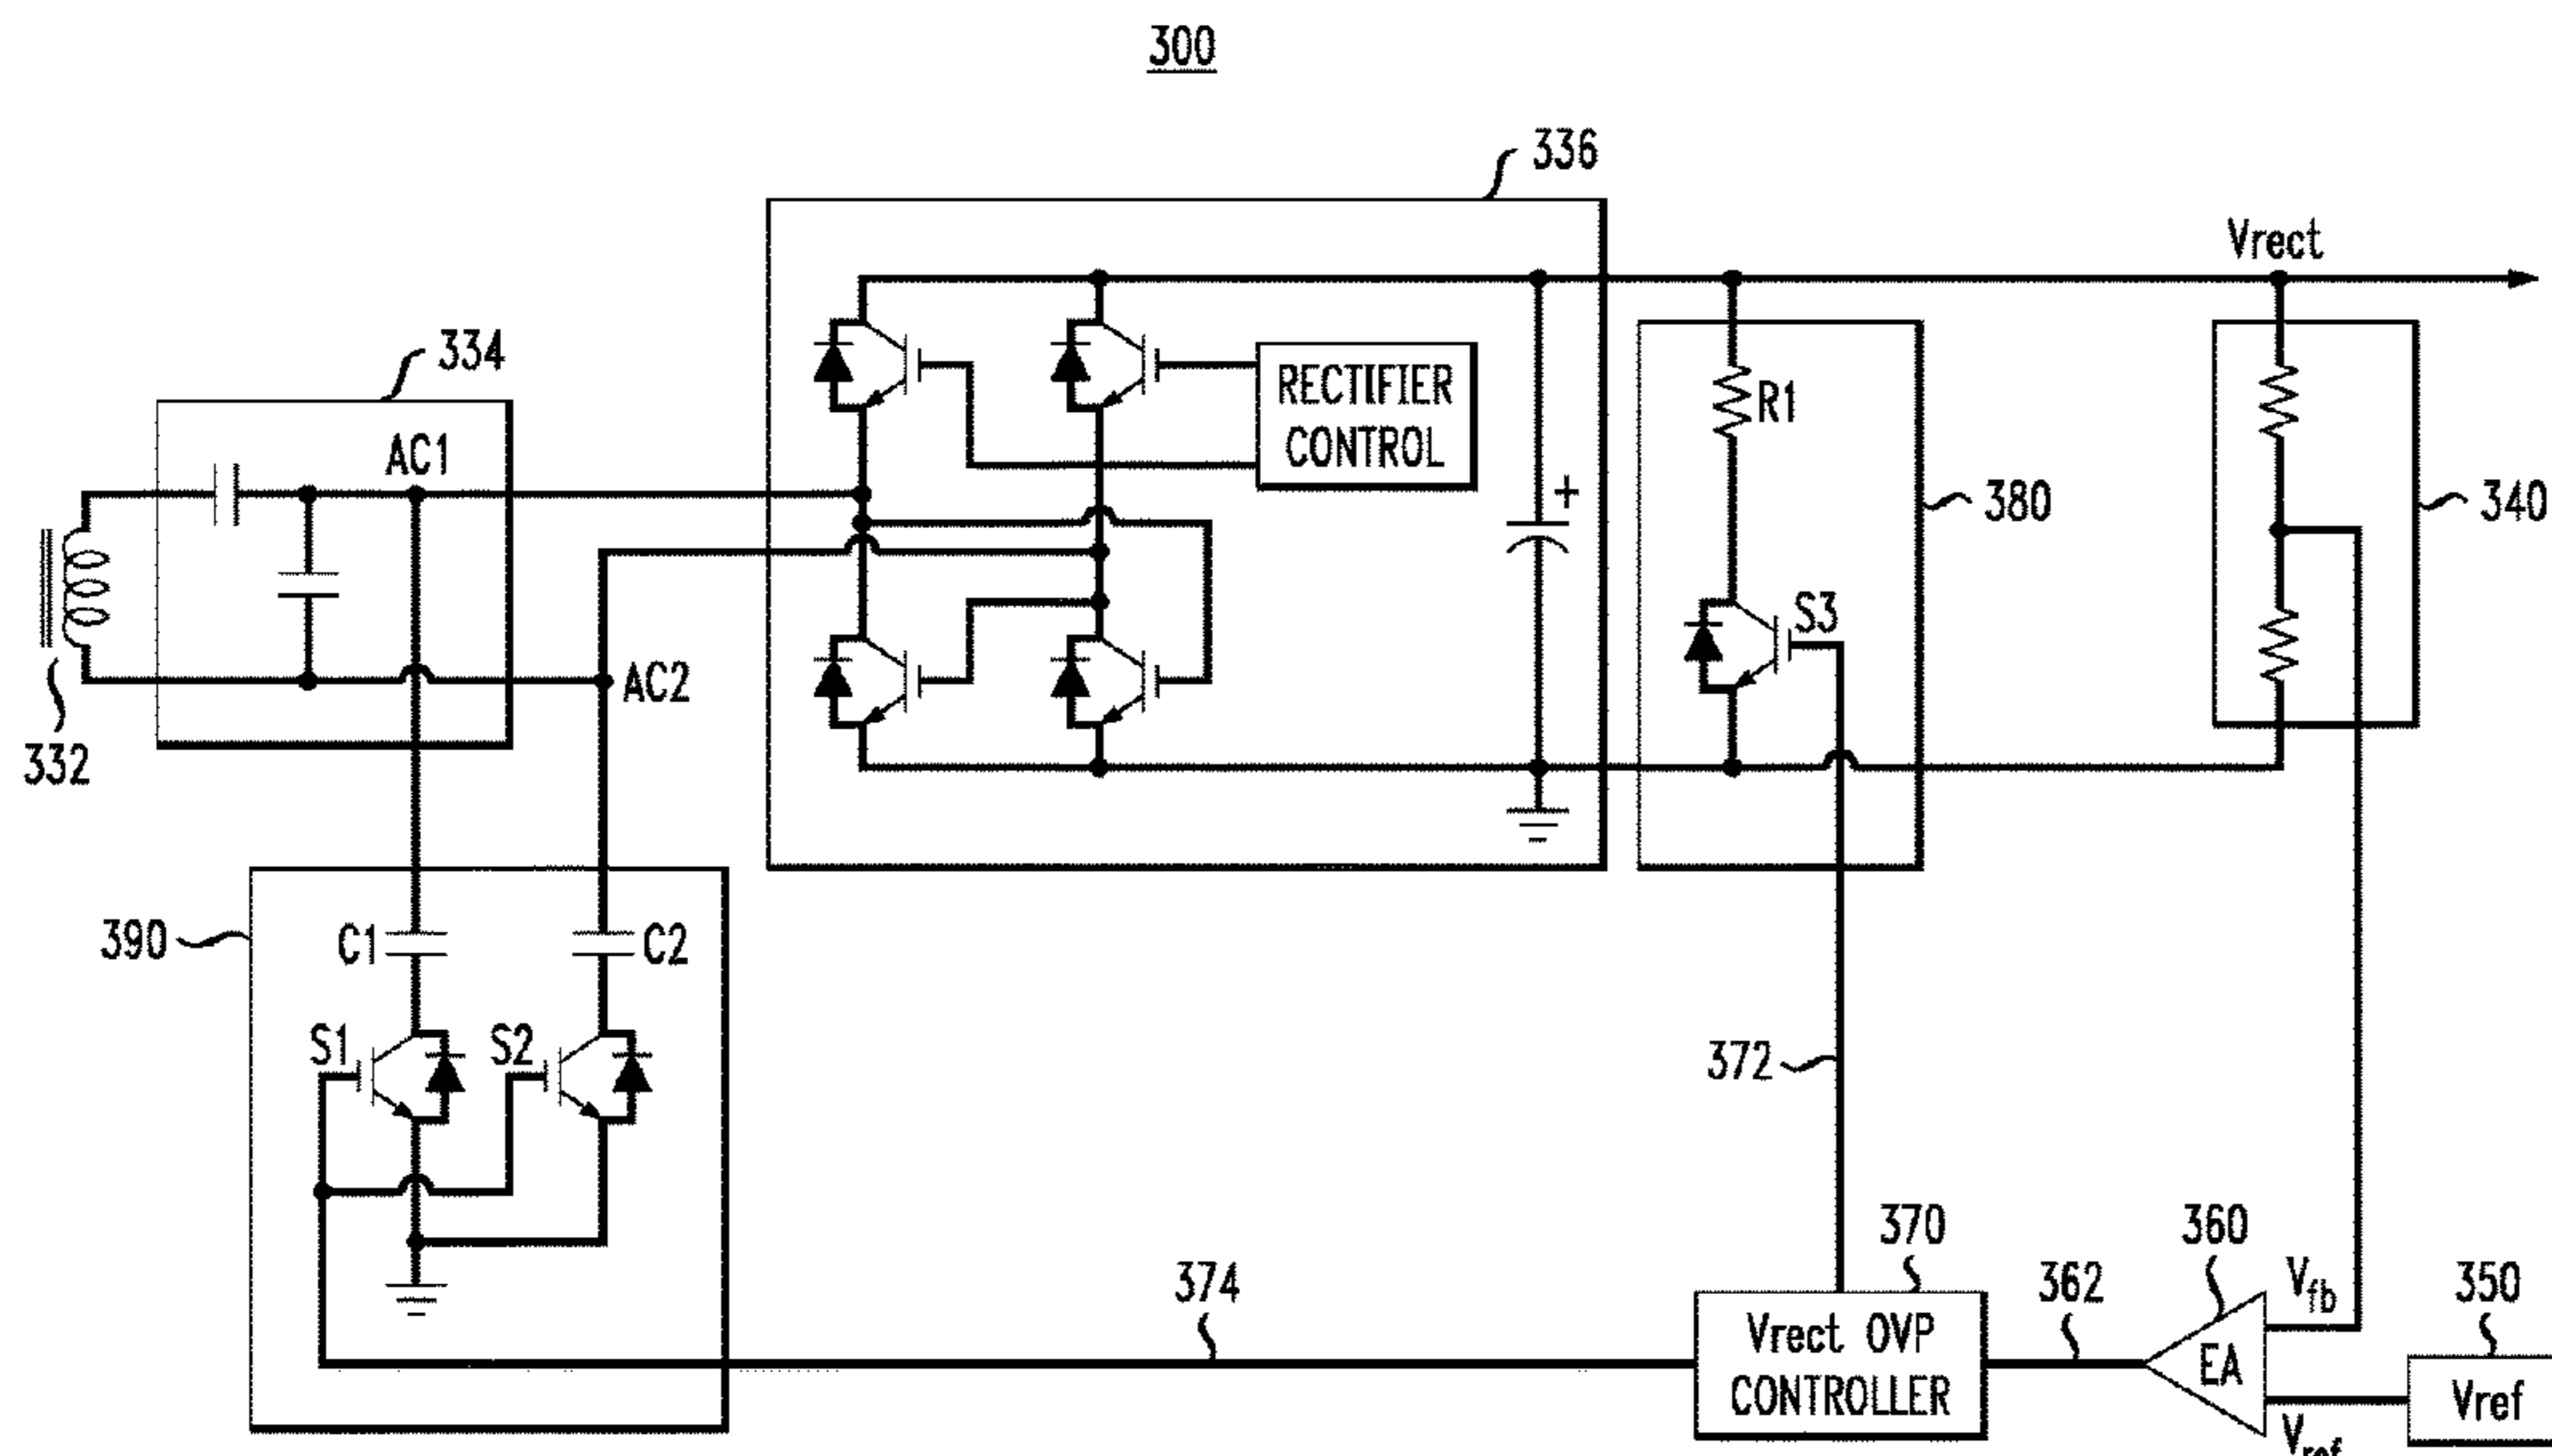 300
336
Vrect
334
RECTIFIER
CONTROL
R1
AC1
380
340
S3
AC2
332
390
C1
C2
S1
S2
372
370
360
374
362
Vfb
350
Vrect OVP
CONTROLLER
EA
Vref
Vref
+